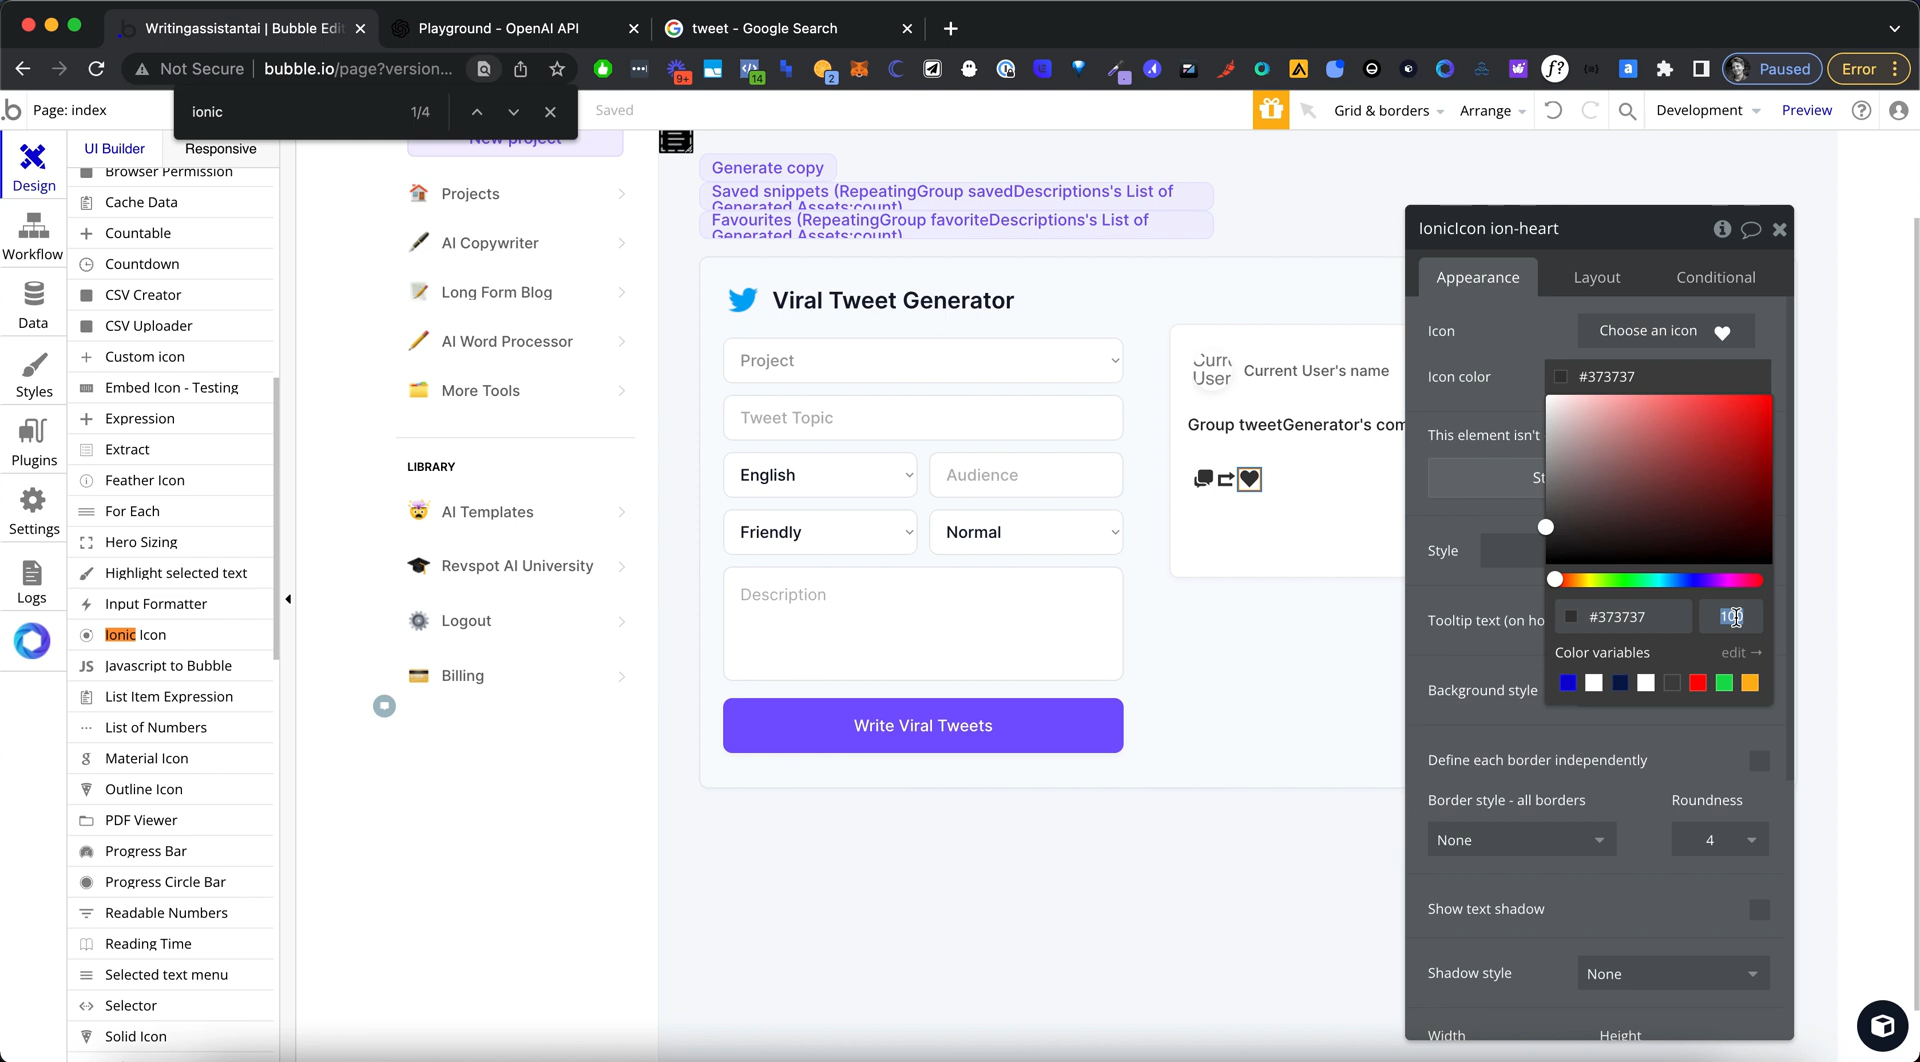 Writingassistantai | Bubble Edit
Playground - OpenAI API
tweet - Google Search
Not Secure
bubble.io/page?version...
9+
14
2
f?
a
Paused
Error
Page: index
ionic
1/4
Saved
Grid & borders
Arrange
Development
Preview
UI Builder
Responsive
Design
Workflow
Data
Styles
Plugins
Settings
Logs
Browser Permission
Cache Data
Countable
Countdown
CSV Creator
CSV Uploader
Custom icon
Embed Icon - Testing
Expression
Extract
Feather Icon
For Each
Hero Sizing
Highlight selected text
Input Formatter
Ionic Icon
JS Javascript to Bubble
List Item Expression
List of Numbers
Material Icon
Outline Icon
PDF Viewer
Progress Bar
Progress Circle Bar
Readable Numbers
Reading Time
Selected text menu
Selector
Solid Icon
New project
Projects
AI Copywriter
Long Form Blog
AI Word Processor
More Tools
LIBRARY
AI Templates
Revspot AI University
Logout
Billing
Generate copy
Saved snippets (RepeatingGroup savedDescriptions's List of
Generated Assets:count)
Favourites (RepeatingGroup favoriteDescriptions's List of
Generated Assets:count)
Viral Tweet Generator
Project
Tweet Topic
English
Audience
Friendly
Normal
Description
Write Viral Tweets
Curr
User
Current User's name
Group tweetGenerator's com
IonicIcon ion-heart
Appearance
Layout
Conditional
Icon
Choose an icon
Icon color
#373737
This element isn't
St
Style
#373737
100
Tooltip text (on ho
Color variables
edit →
Background style
Define each border independently
Border style - all borders
Roundness
None
4
Show text shadow
Shadow style
None
Width
Height